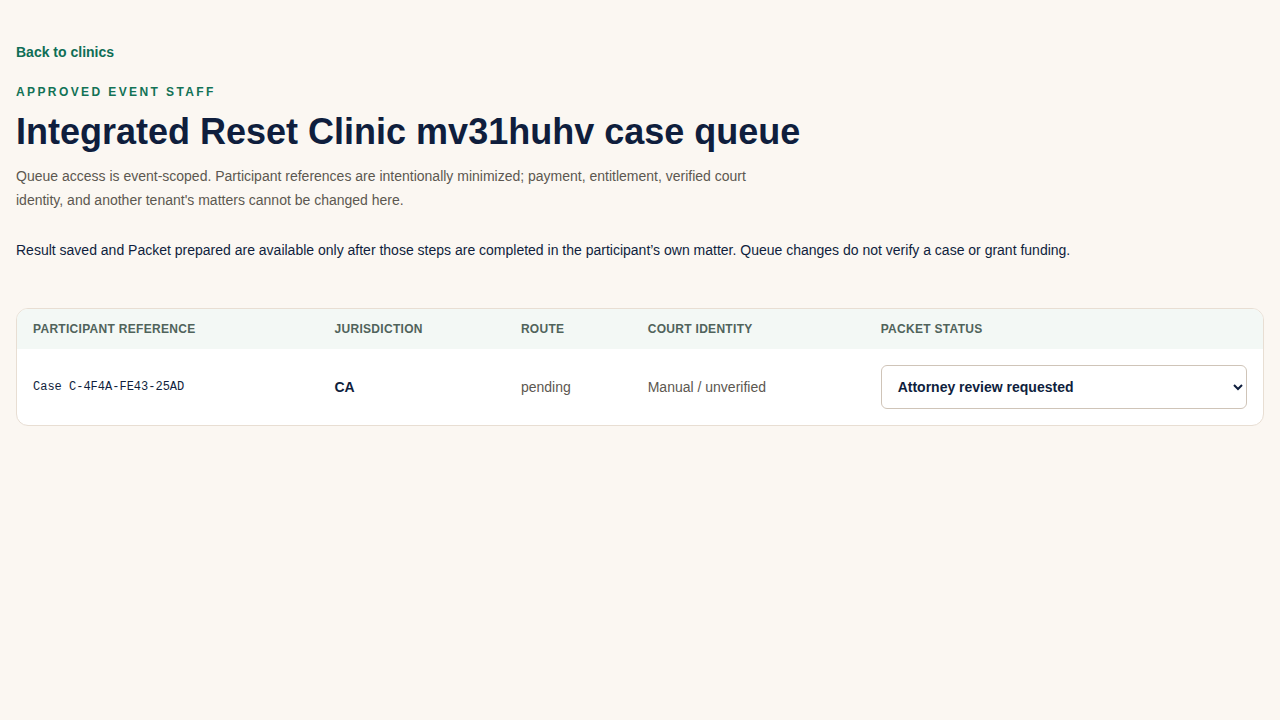 Back to clinics
APPROVED EVENT STAFF
Integrated Reset Clinic mv31huhv case queue
Queue access is event-scoped. Participant references are intentionally minimized; payment, entitlement, verified court
identity, and another tenant's matters cannot be changed here.
Result saved and Packet prepared are available only after those steps are completed in the participant's own matter. Queue changes do not verify a case or grant funding.
PARTICIPANT REFERENCE JURISDICTION ROUTE COURT IDENTITY PACKET STATUS
Case C-4F4A-FE43-25AD CA pending Manual / unverified Attorney review requested